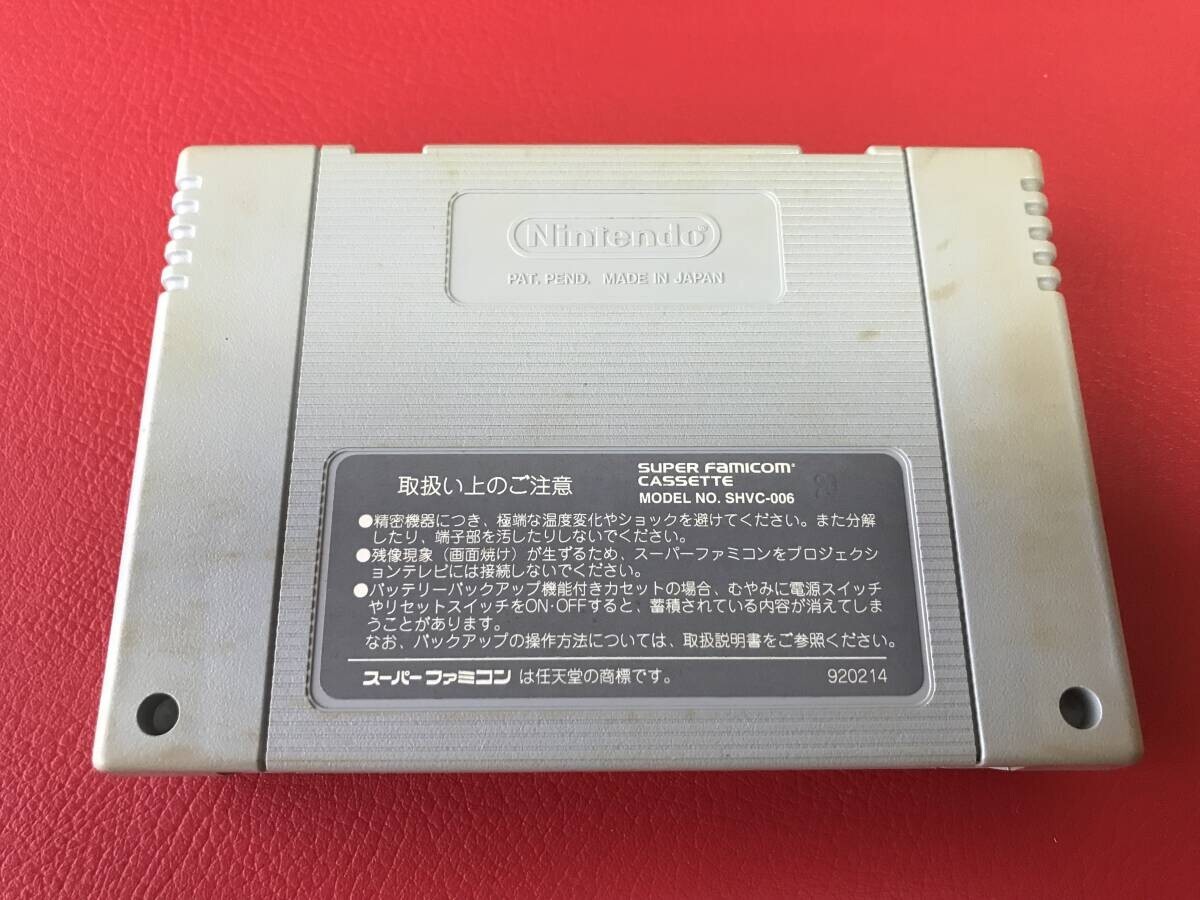 Nintendo®
PAT. PEND. MADE IN JAPAN
取扱い上のご注意
SUPER FAMICOM®
CASSETTE
MODEL NO. SHVC-006
●精密機器につき、極端な温度変化やショックを避けてください。また分解
したり、端子部を汚したりしないでください。
●残像現象（画面焼け）が生ずるため、スーパーファミコンをプロジェクシ
ョンテレビには接続しないでください。
●バッテリーバックアップ機能付きカセットの場合、むやみに電源スイッチ
やリセットスイッチをON·OFFすると、蓄積されている内容が消えてしま
うことがあります。
なお、バックアップの操作方法については、取扱説明書をご参照ください。
スーパーファミコン は任天堂の商標です。
920214